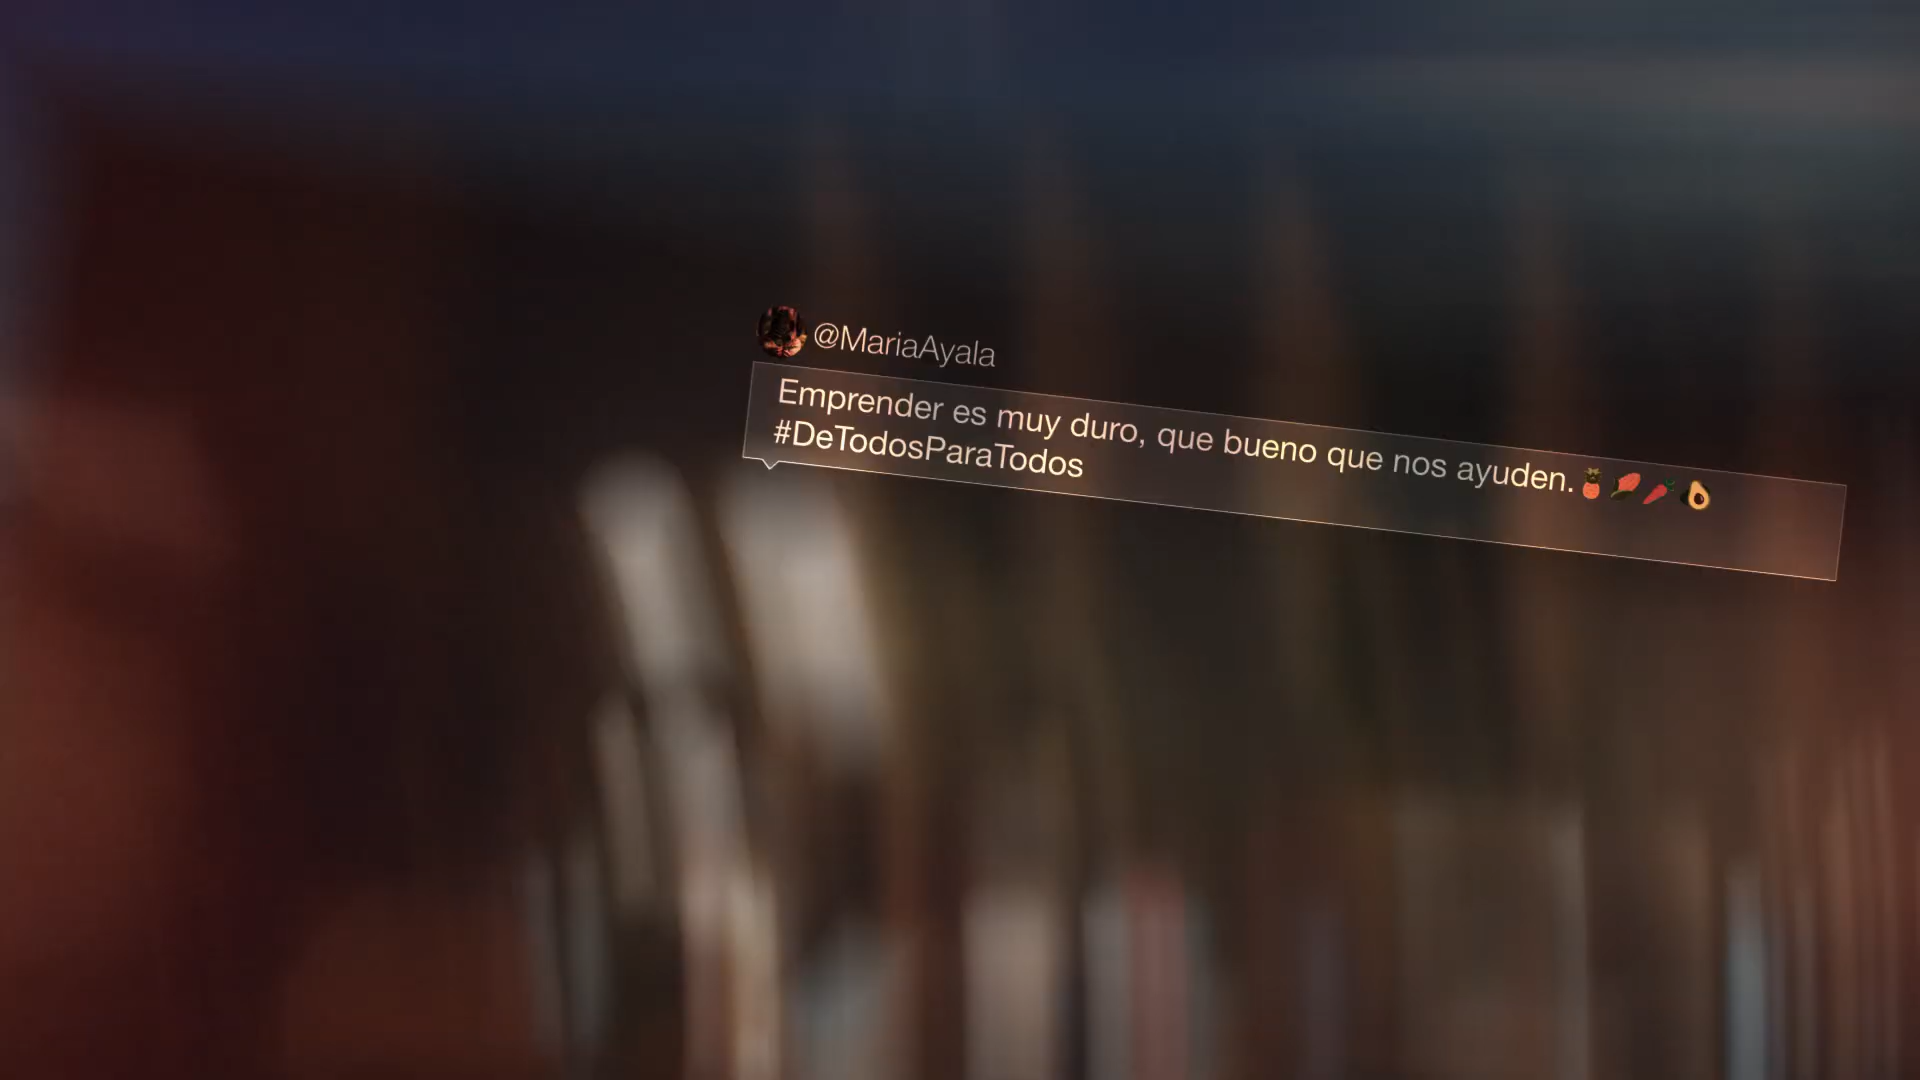 @MariaAyala
Emprender es muy duro, que bueno que nos ayuden.🍍🌽🌶️🥑
#DeTodosParaTodos